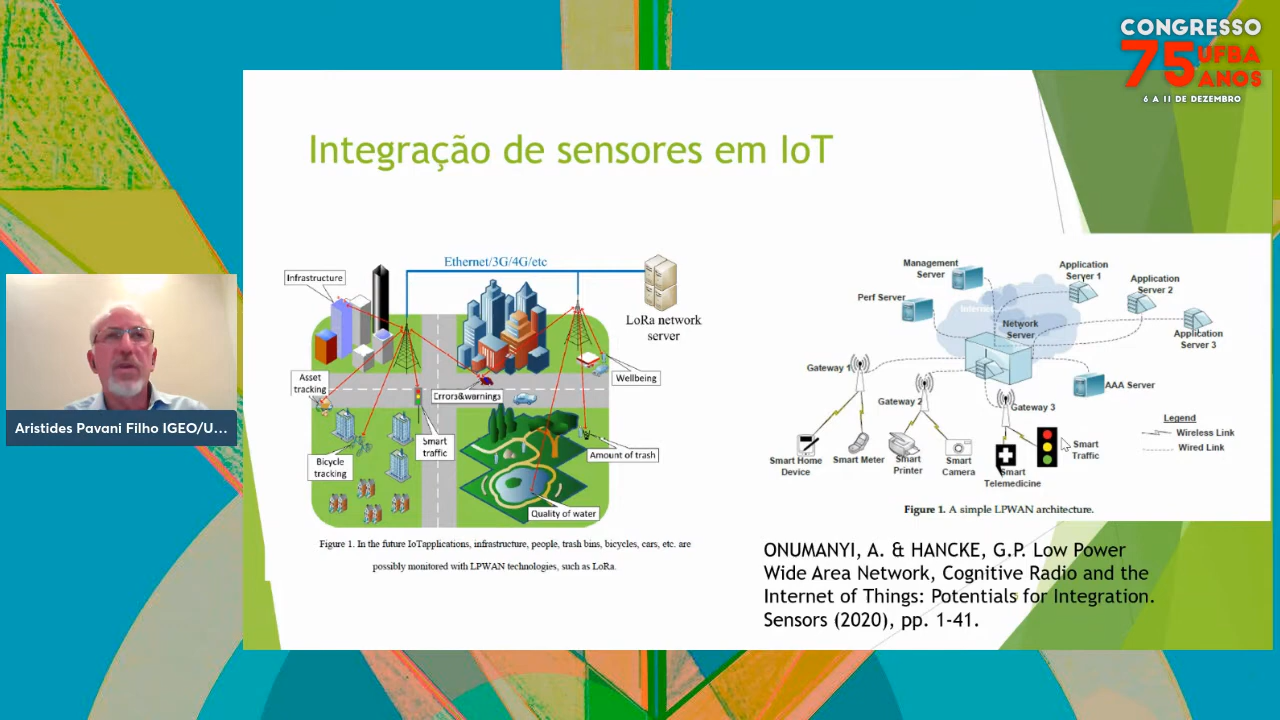 CONGRESSO
75 UFBA
ANOS
6 A 11 DE DEZEMBRO
Integração de sensores em IoT
Ethernet/3G/4G/etc
Infrastructure
LoRa network
server
Asset
tracking
Errors&warnings
Wellbeing
Smart
traffic
Bicycle
tracking
Amount of trash
Quality of water
Figure 1. In the future IoTapplications, infrastructure, people, trash bins, bicycles, cars, etc. are
possibly monitored with LPWAN technologies, such as LoRa.
Management
Server
Application
Server 1
Application
Server 2
Perf Server
Internet
Network
Server
Application
Server 3
Gateway 1
AAA Server
Gateway 2
Gateway 3
Legend
Wireless Link
Wired Link
Smart Home
Device
Smart Meter
Smart
Printer
Smart
Camera
Smart
Telemedicine
Smart
Traffic
Figure 1. A simple LPWAN architecture.
ONUMANYI, A. & HANCKE, G.P. Low Power
Wide Area Network, Cognitive Radio and the
Internet of Things: Potentials for Integration.
Sensors (2020), pp. 1-41.
Aristides Pavani Filho IGEO/U...